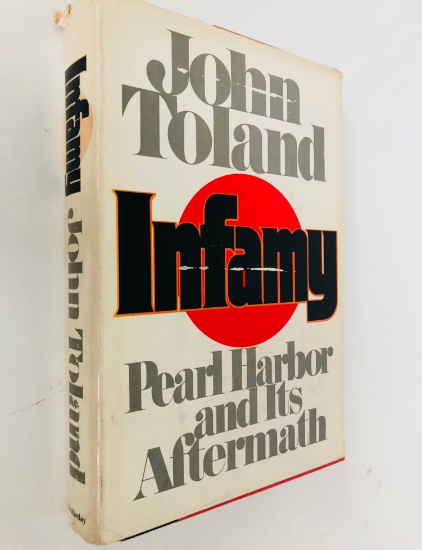 John
Toland
Infamy
Pearl Harbor
and Its
Aftermath
Infamy
John Toland